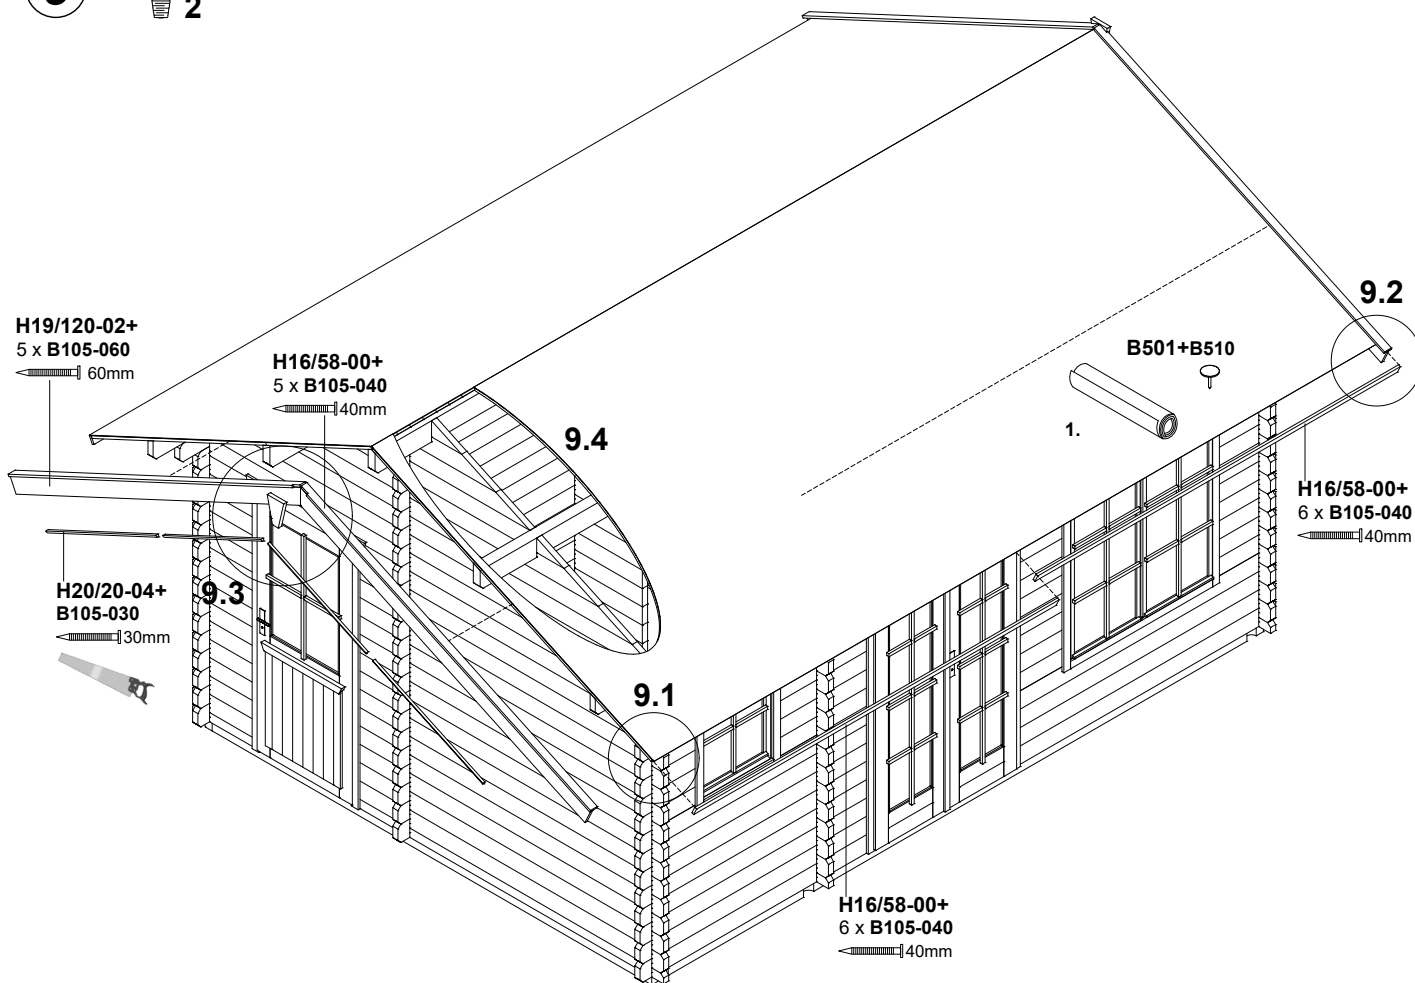 2
9.2
H19/120-02+
5 x B105-060
60mm
H16/58-00+
5 x B105-040
40mm
B501+B510
9.4
1.
H16/58-00+
6 x B105-040
40mm
H20/20-04+
B105-030
30mm
9.3
9.1
H16/58-00+
6 x B105-040
40mm